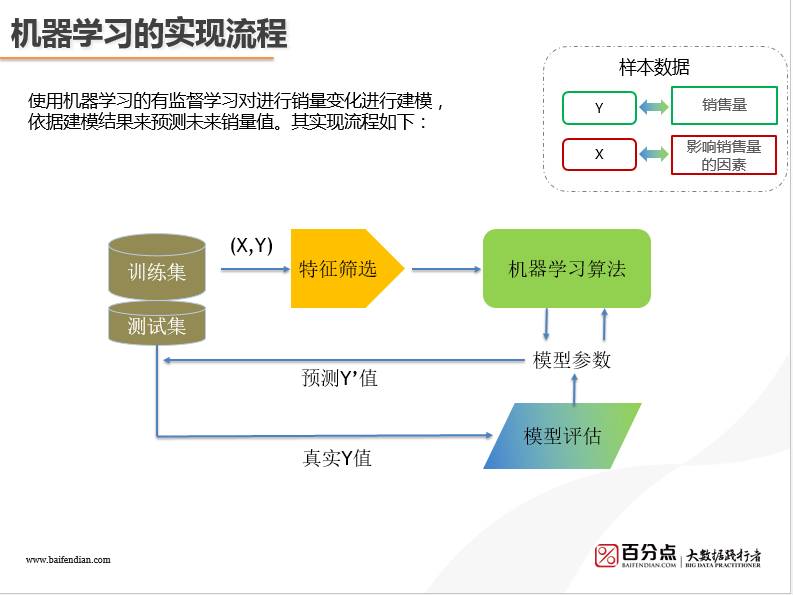 机器学习的实现流程
使用机器学习的有监督学习对进行销量变化进行建模，
依据建模结果来预测未来销量值。其实现流程如下：
样本数据
Y
销售量
X
影响销售量
的因素
训练集
(X,Y)
特征筛选
机器学习算法
测试集
模型参数
预测Y’值
模型评估
真实Y值
www.baifendian.com
百分点
BAIFENDIAN.COM
大数据践行者
BIG DATA PRACTITIONER